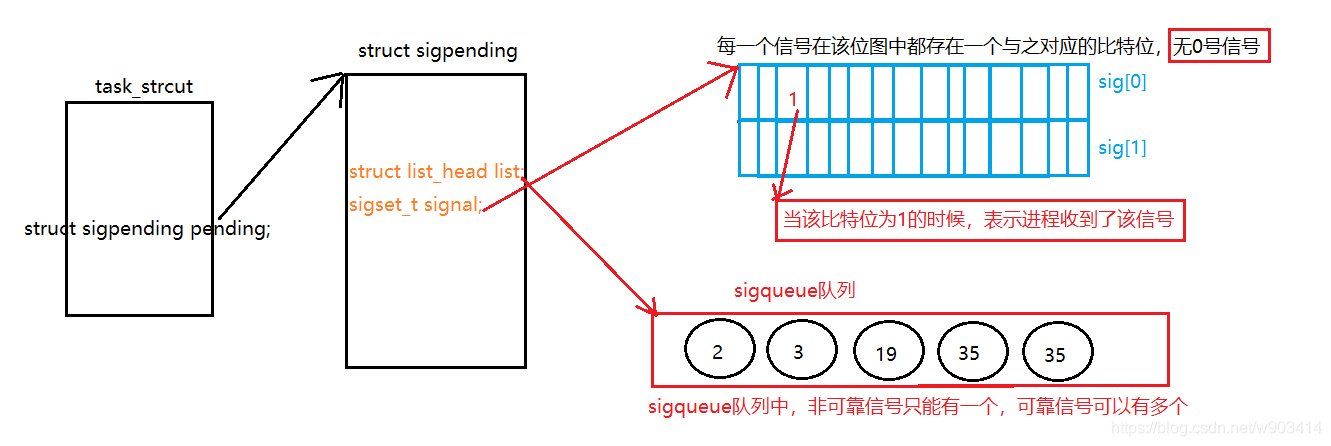 struct sigpending
每一个信号在该位图中都存在一个与之对应的比特位，无0号信号
task_strcut
sig[0]
1
sig[1]
struct list_head list;
sigset_t signal;
当该比特位为1的时候，表示进程收到了该信号
struct sigpending pending;
sigqueue队列
2 3 19 35 35
sigqueue队列中，非可靠信号只能有一个，可靠信号可以有多个
https://blog.csdn.net/w903414